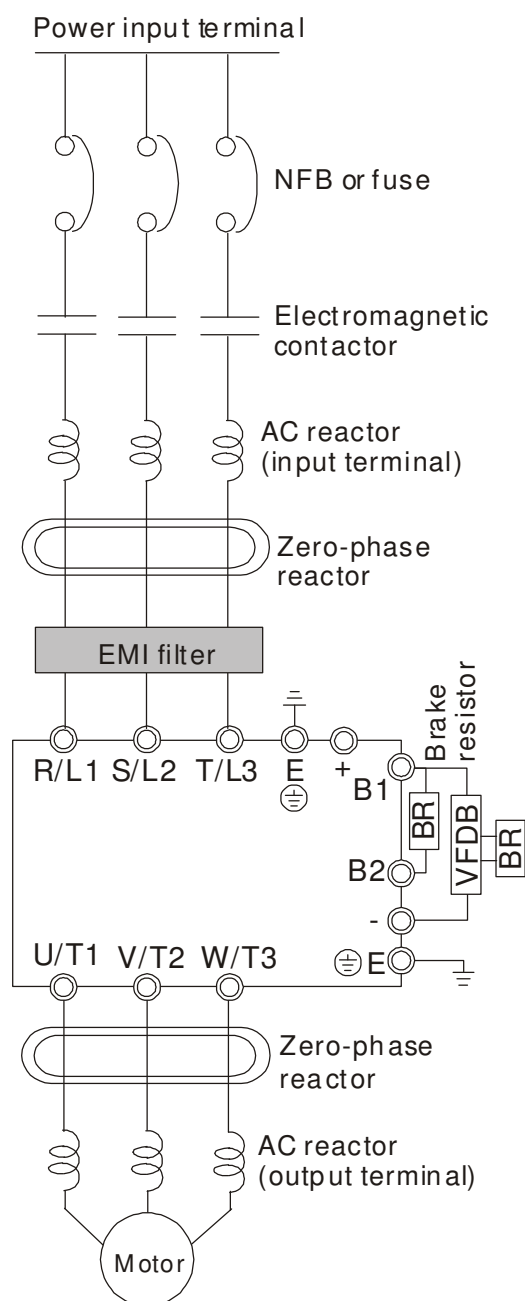 Power input terminal
NFB or fuse
Electromagnetic
contactor
AC reactor
(input terminal)
Zero-phase
reactor
EMI filter
Brake
resistor
R/L1 S/L2 T/L3 E +
B1
BR
VFDB
BR
B2
-
E
U/T1 V/T2 W/T3
Zero-phase
reactor
AC reactor
(output terminal)
Motor